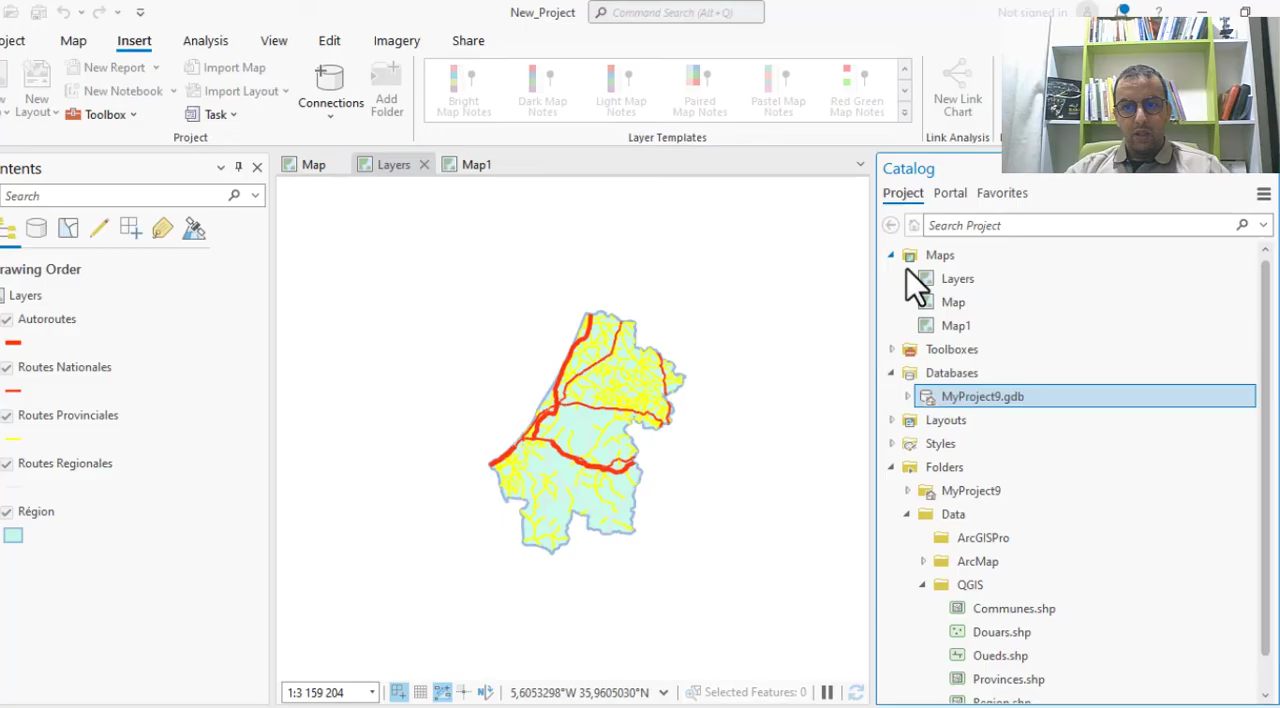 New_Project
Command Search (Alt+Q)
Not signed in
?
oject
Map
Insert
Analysis
View
Edit
Imagery
Share
New Report
Import Map
New Notebook
Import Layout
New
Layout
Toolbox
Task
Connections
Add
Folder
Bright
Map Notes
Dark Map
Notes
Light Map
Notes
Paired
Map Notes
Pastel Map
Notes
Red Green
Map Notes
New Link
Chart
Project
Layer Templates
Link Analysis
ntents
Search
rawing Order
Layers
Autoroutes
Routes Nationales
Routes Provinciales
Routes Regionales
Région
Map
Layers
Map1
1:3 159 204
5,6053298°W 35,9605030°N
Selected Features: 0
Catalog
Project
Portal
Favorites
Search Project
Maps
Layers
Map
Map1
Toolboxes
Databases
MyProject9.gdb
Layouts
Styles
Folders
MyProject9
Data
ArcGISPro
ArcMap
QGIS
Communes.shp
Douars.shp
Oueds.shp
Provinces.shp
Region.shp